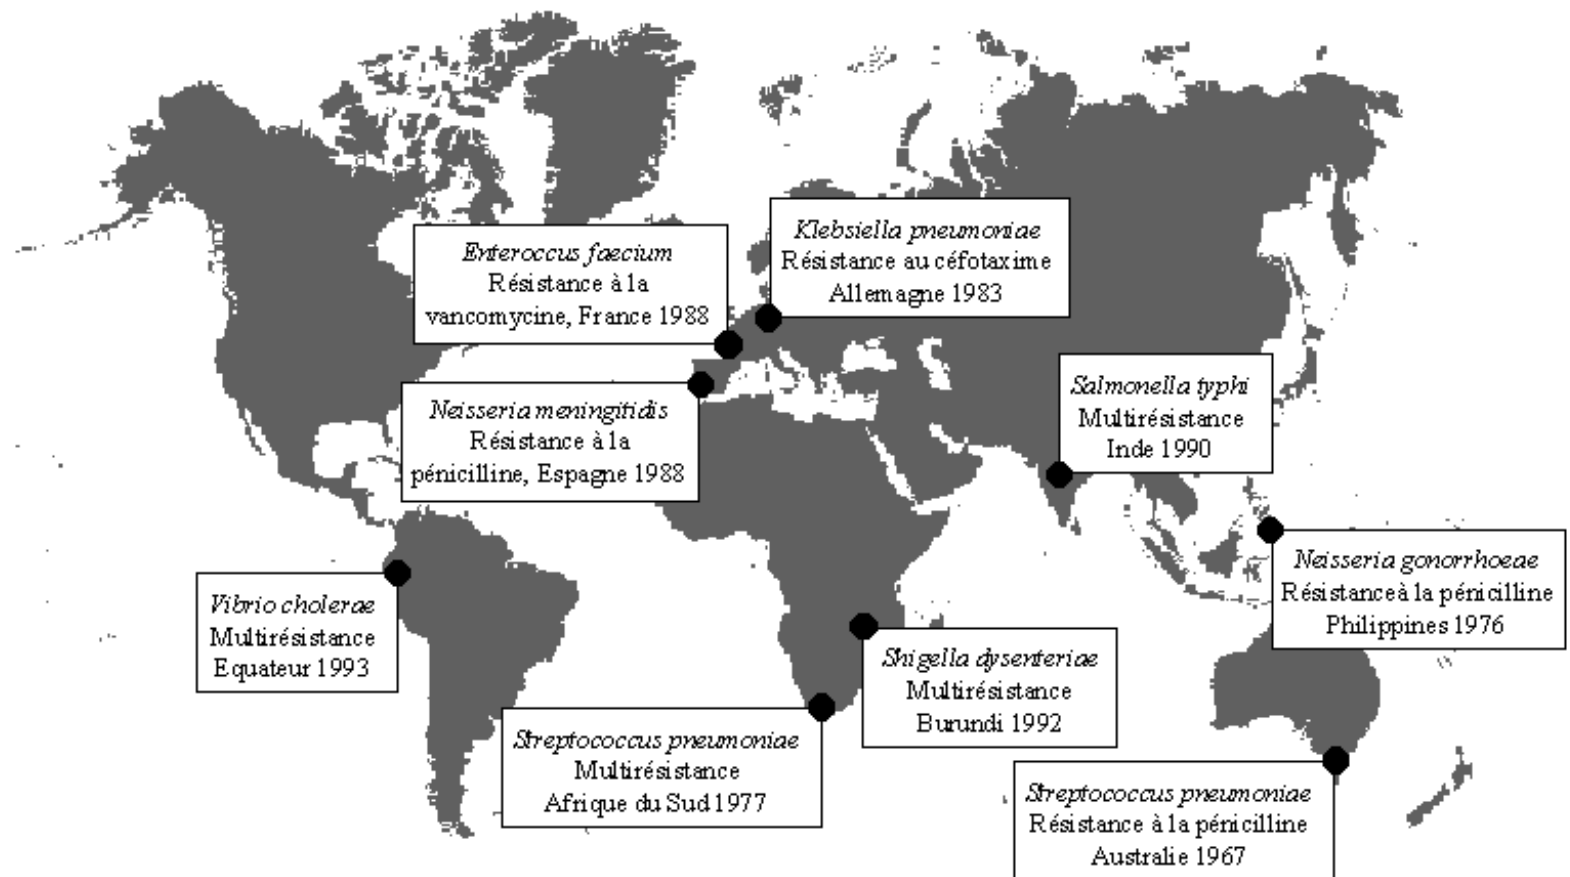 Enteroccus faecium
Résistance à la
vancomycine, France 1988
Klebsiella pneumoniae
Résistance au céfotaxime
Allemagne 1983
Neisseria meningitidis
Résistance à la
pénicilline, Espagne 1988
Salmonella typhi
Multirésistance
Inde 1990
Neisseria gonorrhoeae
Résistance à la pénicilline
Philippines 1976
Vibrio cholerae
Multirésistance
Equateur 1993
Shigella dysenteriae
Multirésistance
Burundi 1992
Streptococcus pneumoniae
Multirésistance
Afrique du Sud 1977
Streptococcus pneumoniae
Résistance à la pénicilline
Australie 1967